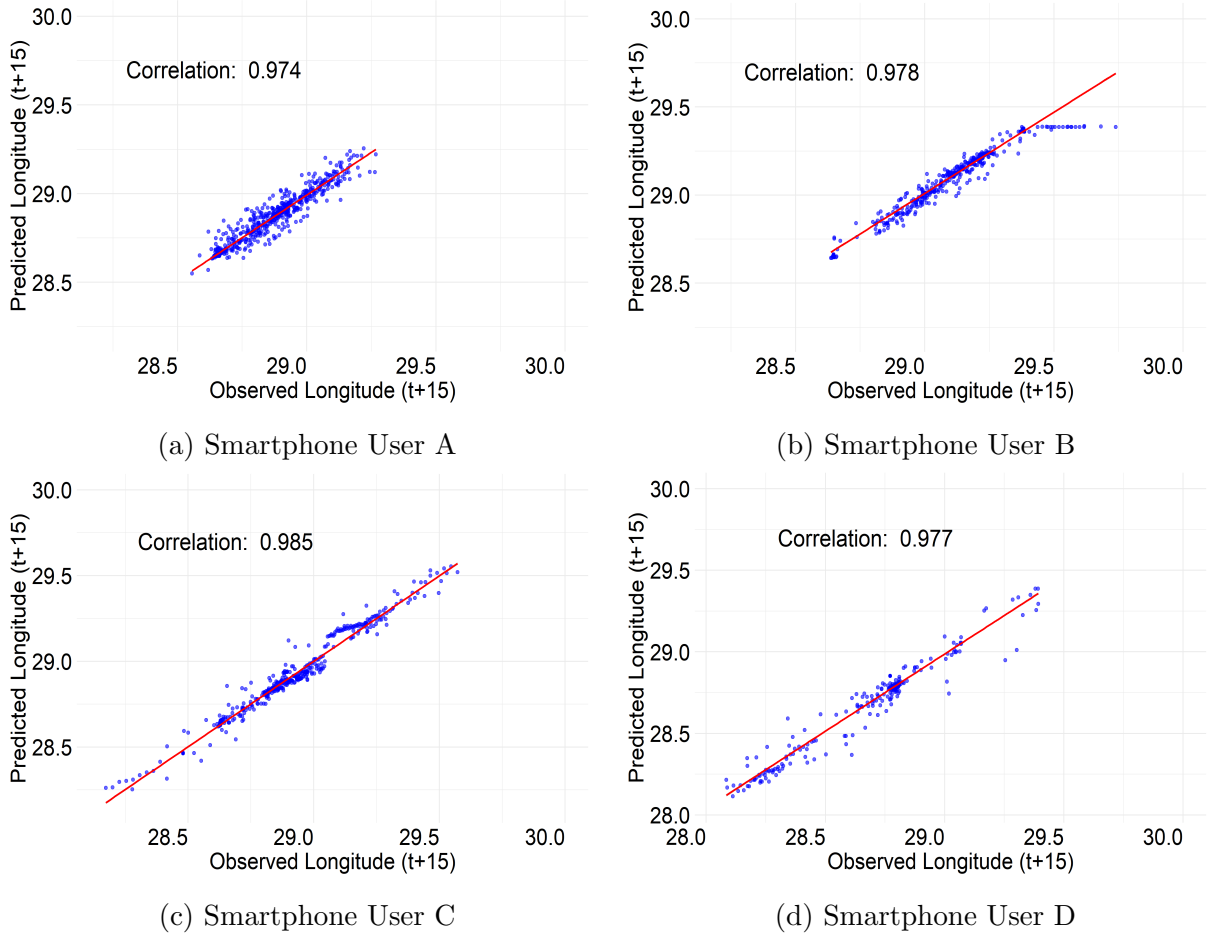 30.0
29.5
29.0
28.5
Predicted Longitude (t+15)
Correlation: 0.974
28.5 29.0 29.5 30.0
Observed Longitude (t+15)
(a) Smartphone User A
30.0
29.5
29.0
28.5
Predicted Longitude (t+15)
Correlation: 0.978
28.5 29.0 29.5 30.0
Observed Longitude (t+15)
(b) Smartphone User B
30.0
29.5
29.0
28.5
Predicted Longitude (t+15)
Correlation: 0.985
28.5 29.0 29.5 30.0
Observed Longitude (t+15)
(c) Smartphone User C
30.0
29.5
29.0
28.5
28.0
Predicted Longitude (t+15)
Correlation: 0.977
28.0 28.5 29.0 29.5 30.0
Observed Longitude (t+15)
(d) Smartphone User D